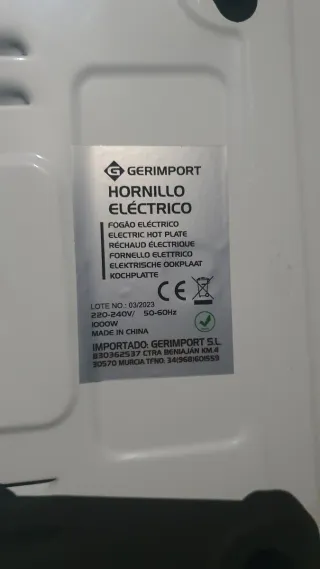 G GERIMPORT
HORNILLO
ELÉCTRICO
FOGÃO ELÉCTRICO
ELECTRIC HOT PLATE
RÉCHAUD ÉLECTRIQUE
FORNELLO ELETTRICO
ELEKTRISCHE OOKPLAAT
KOCHPLATTE
CE
LOTE NO.: 03/2023
220-240V/ 50-60Hz
1000W
MADE IN CHINA
IMPORTADO: GERIMPORT S.L.
B30362537 CTRA BENIAJÁN KM.4
30570 MURCIA TFNO: 34(968)601559